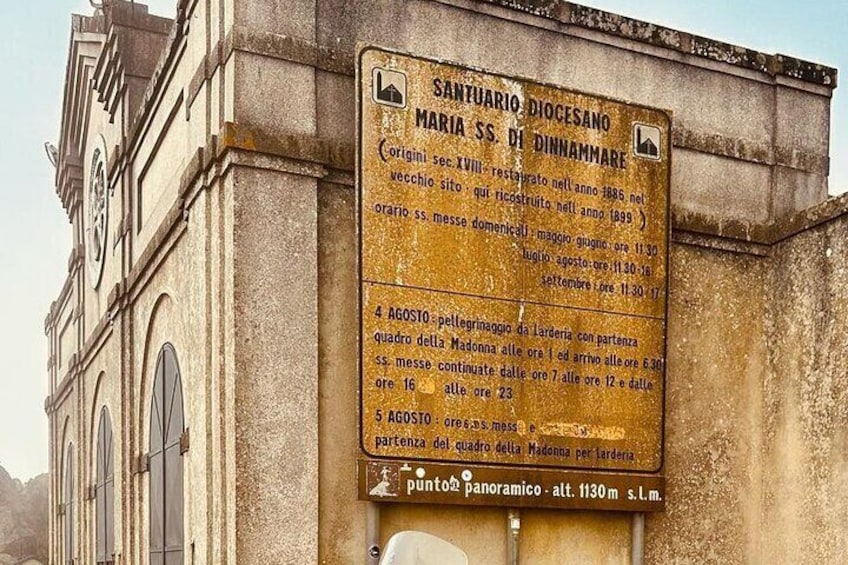 SANTUARIO DIOCESANO
MARIA SS. DI DINNAMMARE
(origini sec. XVIII - restaurato nell'anno 1886, nel
vecchio sito; qui ricostruito nell'anno 1899)
orario ss. messe domenicali: maggio giugno: ore 11.30
luglio agosto: ore 11.30-18
settembre: ore 11.30-17
4 AGOSTO: pellegrinaggio da Larderia con partenza
quadro della Madonna alle ore 1 ed arrivo alle ore 6.30
ss. messe continuate dalle ore 7 alle ore 12 e dalle
ore 16 alle ore 23
5 AGOSTO: ore ss. messe e
partenza del quadro della Madonna per Larderia
punto panoramico - alt. 1130 m s.l.m.